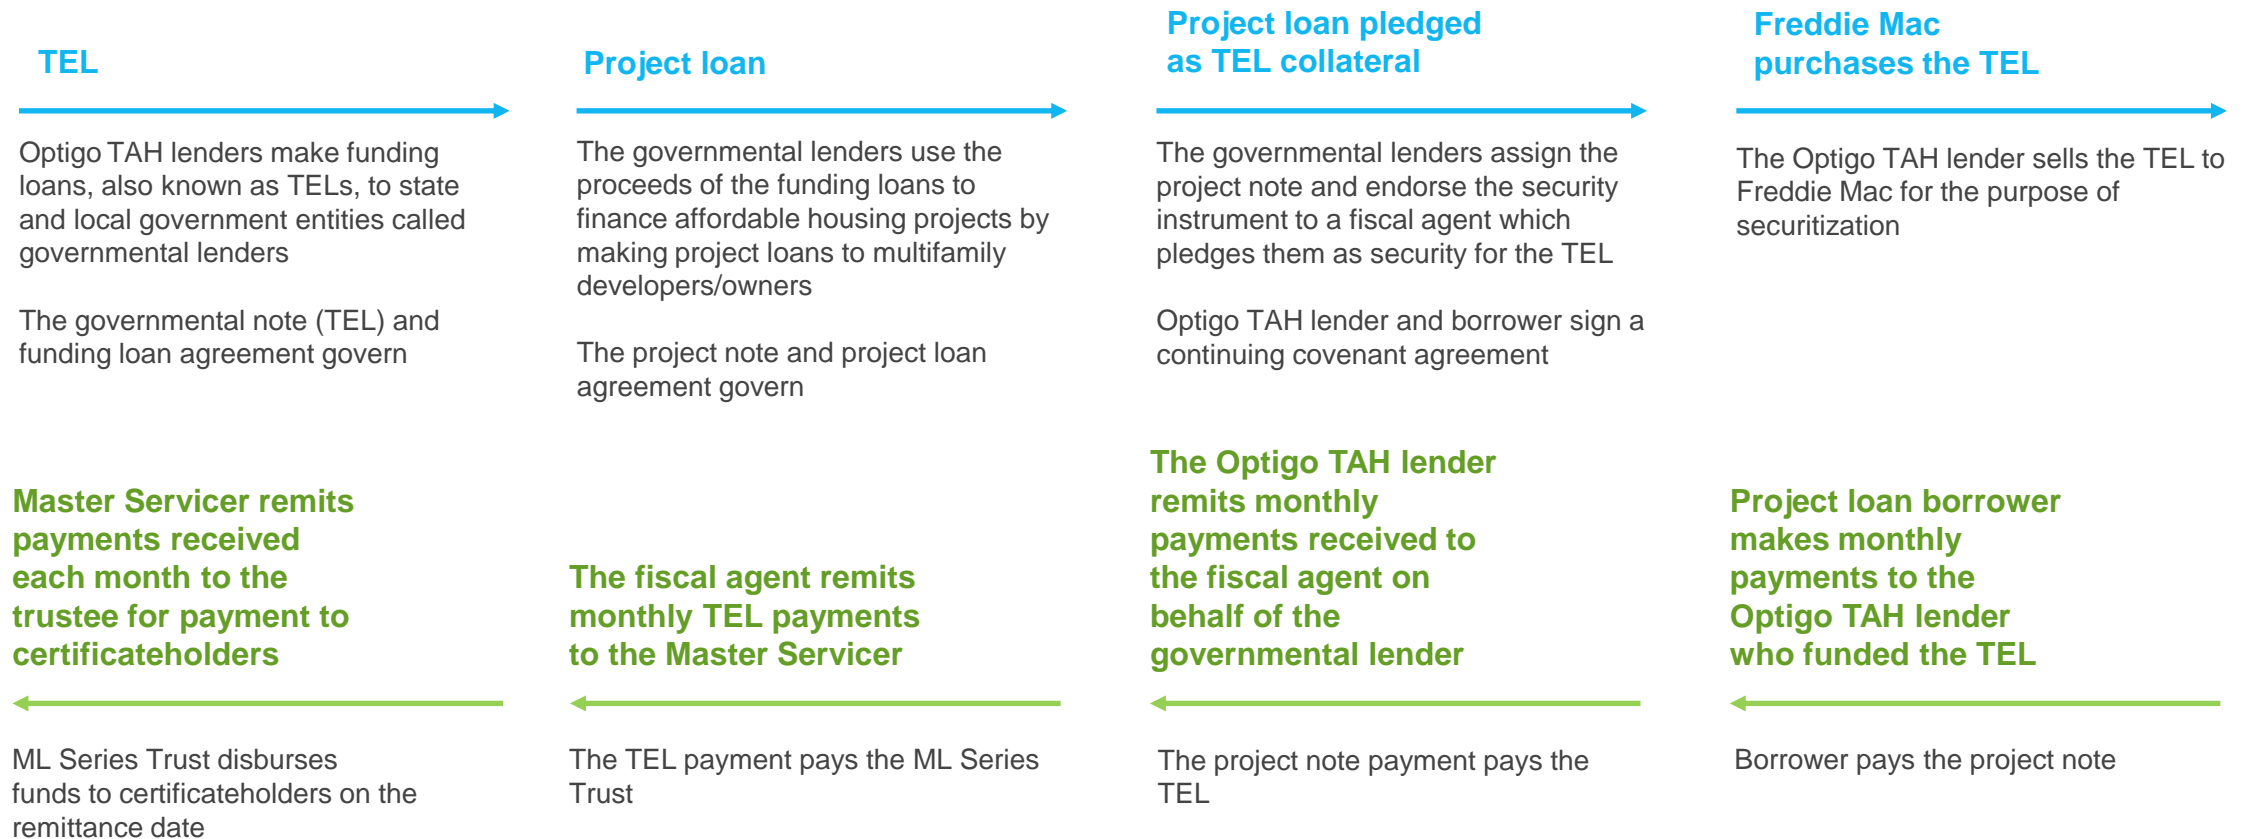 TEL
Optigo TAH lenders make funding
loans, also known as TELs, to state
and local government entities called
governmental lenders
The governmental note (TEL) and
funding loan agreement govern
Project loan
The governmental lenders use the
proceeds of the funding loans to
finance affordable housing projects by
making project loans to multifamily
developers/owners
The project note and project loan
agreement govern
Project loan pledged
as TEL collateral
The governmental lenders assign the
project note and endorse the security
instrument to a fiscal agent which
pledges them as security for the TEL
Optigo TAH lender and borrower sign a
continuing covenant agreement
Freddie Mac
purchases the TEL
The Optigo TAH lender sells the TEL to
Freddie Mac for the purpose of
securitization
Master Servicer remits
payments received
each month to the
trustee for payment to
certificateholders
ML Series Trust disburses
funds to certificateholders on the
remittance date
The fiscal agent remits
monthly TEL payments
to the Master Servicer
The TEL payment pays the ML Series
Trust
The Optigo TAH lender
remits monthly
payments received to
the fiscal agent on
behalf of the
governmental lender
The project note payment pays the
TEL
Project loan borrower
makes monthly
payments to the
Optigo TAH lender
who funded the TEL
Borrower pays the project note